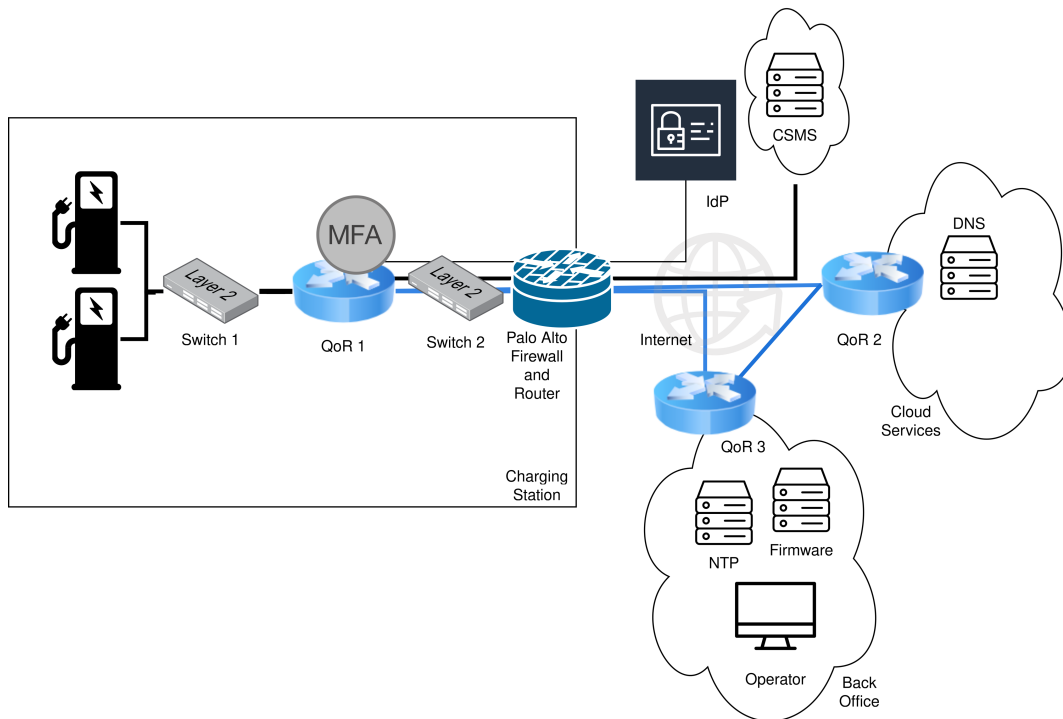 CSMS
IdP
DNS
MFA
Layer 2
Layer 2
Switch 1
QoR 1
Switch 2
Palo Alto
Firewall
and
Router
Internet
QoR 2
Cloud
Services
QoR 3
Charging
Station
NTP
Firmware
Operator
Back
Office